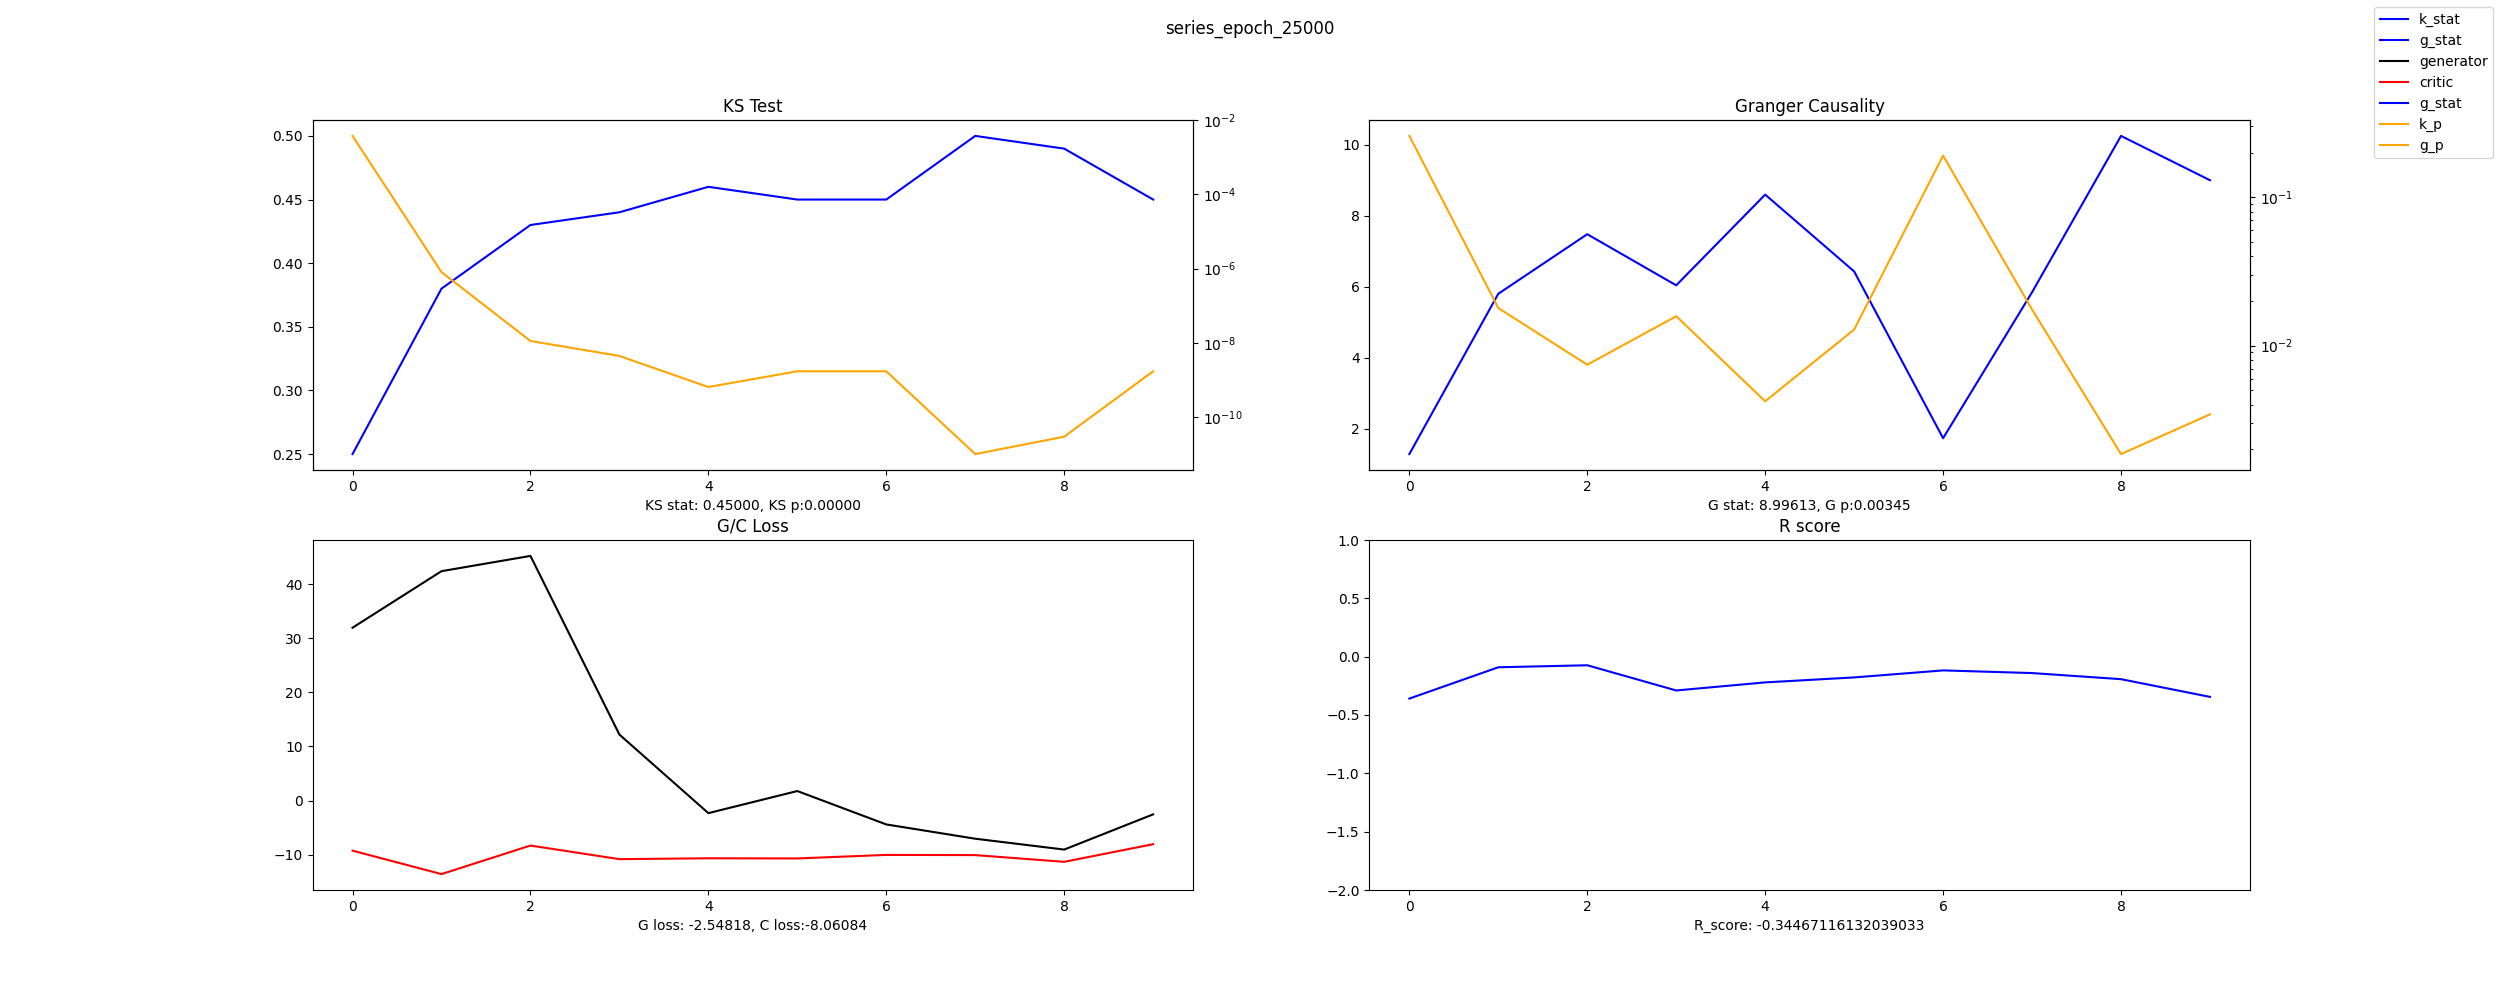 series_epoch_25000
k_stat
g_stat
generator
critic
g_stat
k_p
g_p
KS Test
0.50
0.45
0.40
0.35
0.30
0.25
10⁻²
10⁻⁴
10⁻⁶
10⁻⁸
10⁻¹⁰
0 2 4 6 8
KS stat: 0.45000, KS p:0.00000
Granger Causality
10
8
6
4
2
10⁻¹
10⁻²
0 2 4 6 8
G stat: 8.99613, G p:0.00345
G/C Loss
40
30
20
10
0
−10
0 2 4 6 8
G loss: -2.54818, C loss:-8.06084
R score
1.0
0.5
0.0
−0.5
−1.0
−1.5
−2.0
0 2 4 6 8
R_score: -0.34467116132039033